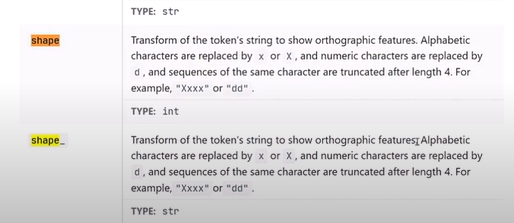 TYPE: str
shape
Transform of the token's string to show orthographic features. Alphabetic
characters are replaced by x or X , and numeric characters are replaced by
d , and sequences of the same character are truncated after length 4. For
example, "Xxxx" or "dd" .
TYPE: int
shape_
Transform of the token's string to show orthographic features. Alphabetic
characters are replaced by x or X , and numeric characters are replaced by
d , and sequences of the same character are truncated after length 4. For
example, "Xxxx" or "dd" .
TYPE: str